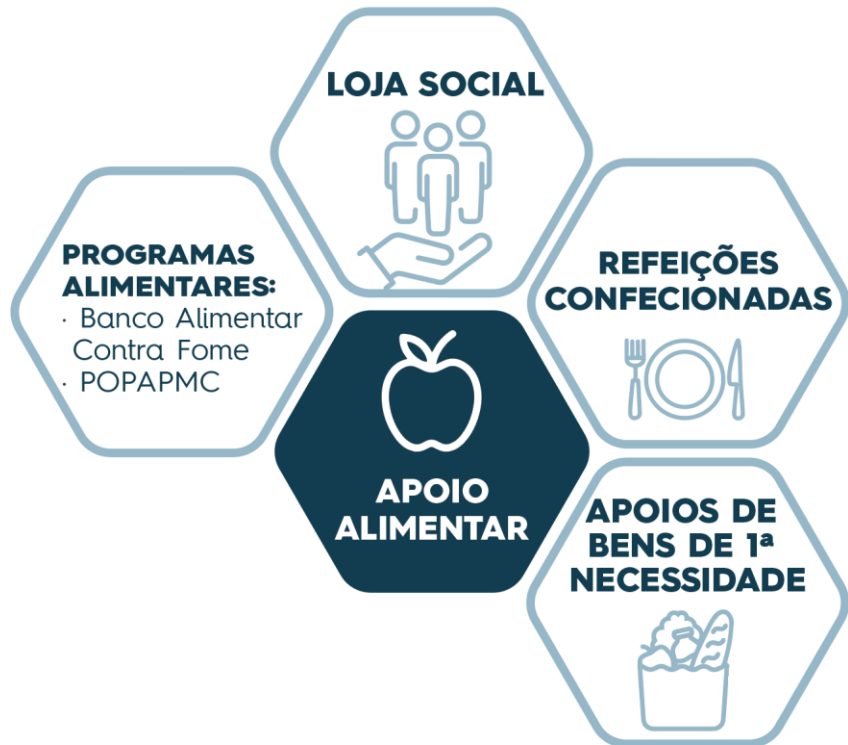 LOJA SOCIAL
PROGRAMAS
ALIMENTARES:
· Banco Alimentar
Contra Fome
· POPAPMC
REFEIÇÕES
CONFECIONADAS
APOIO
ALIMENTAR
APOIOS DE
BENS DE 1ª
NECESSIDADE